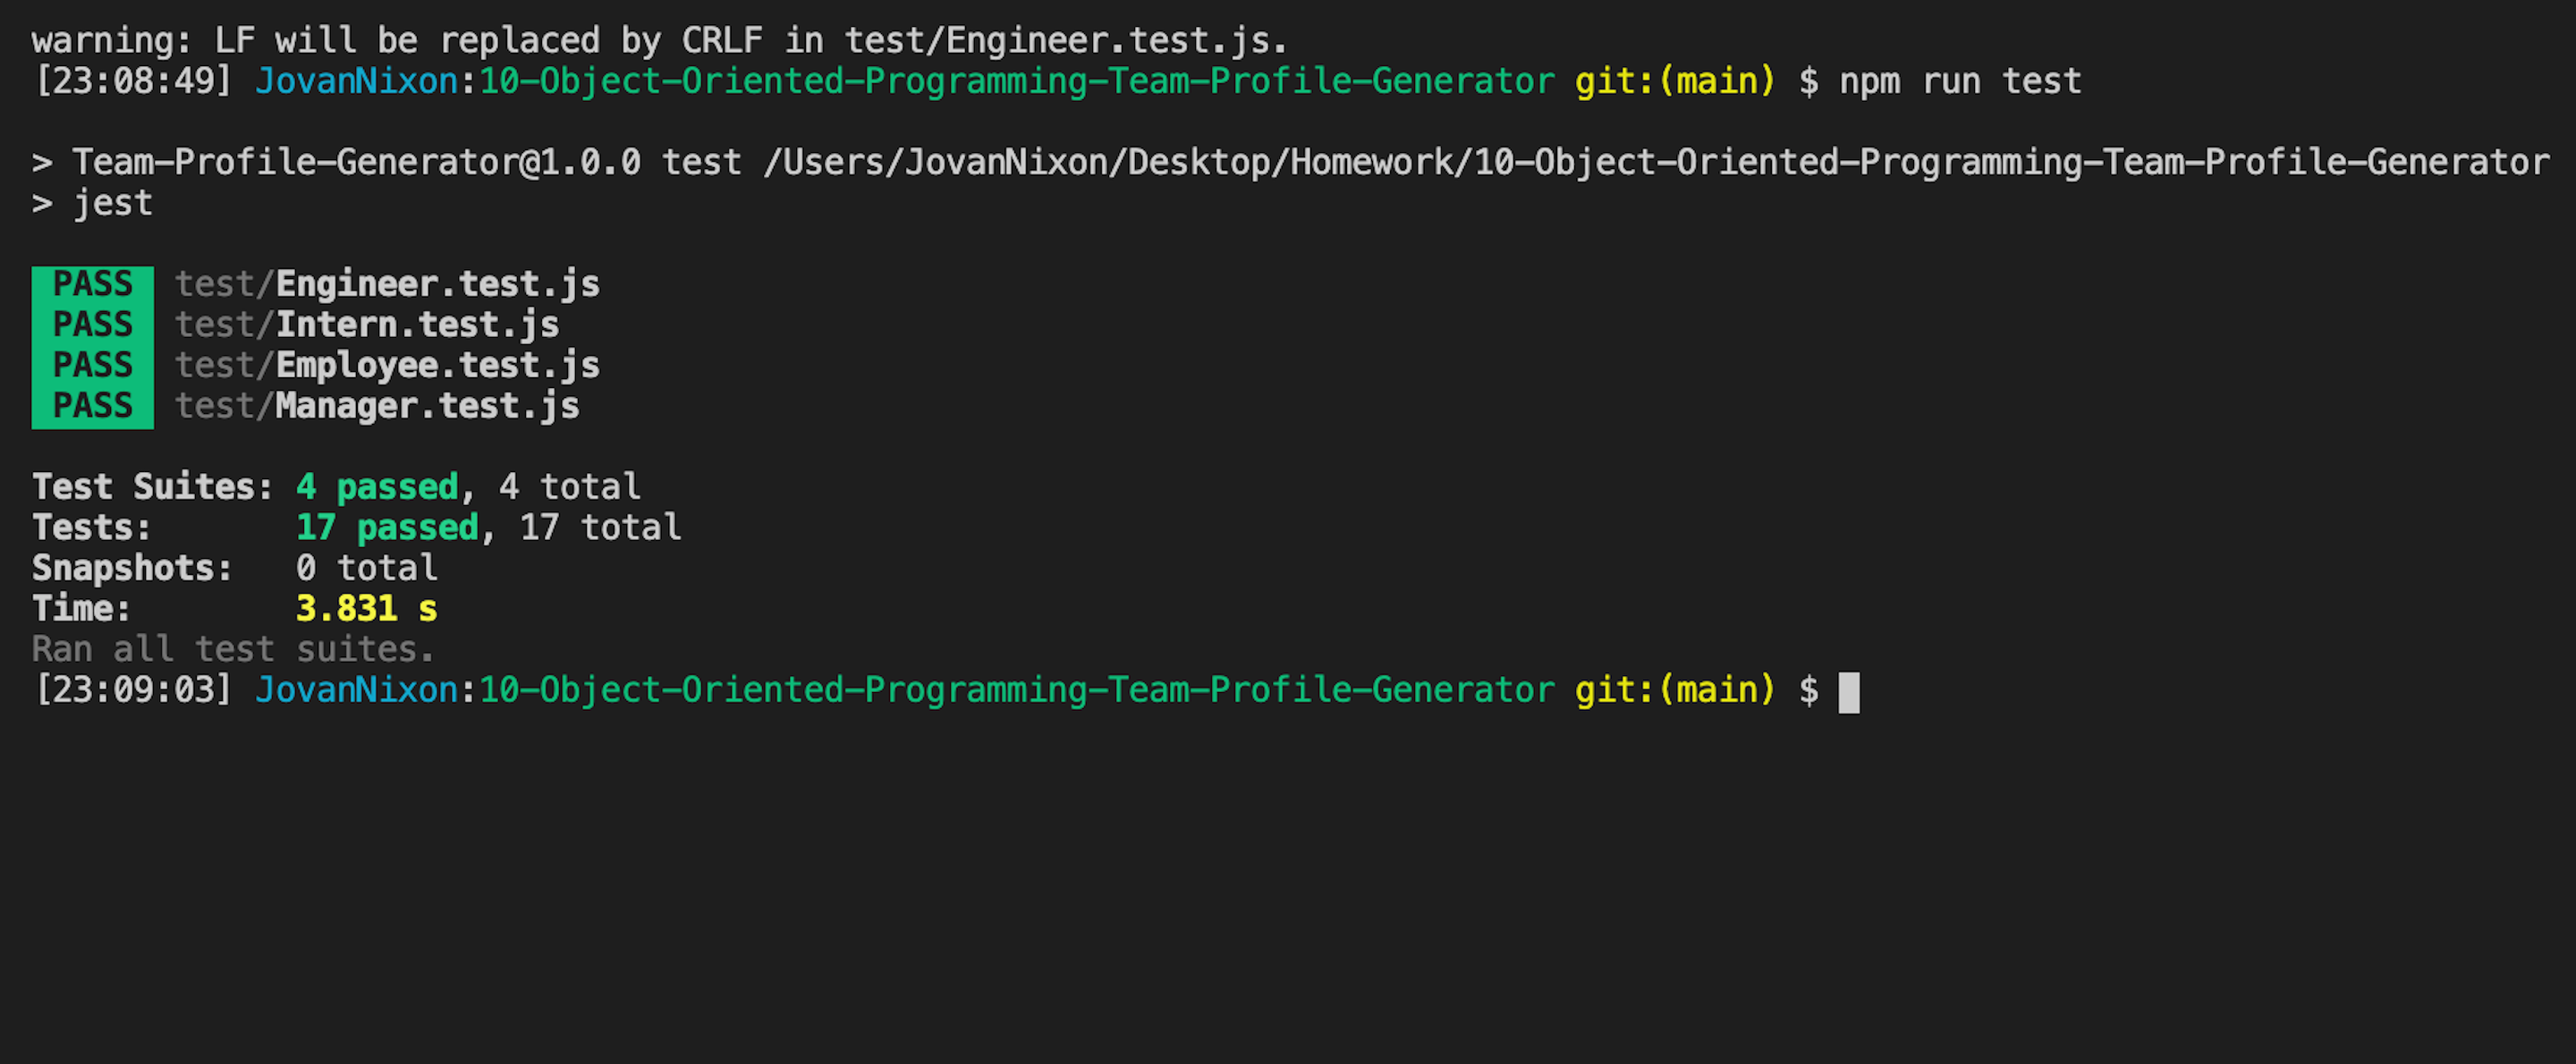 warning: LF will be replaced by CRLF in test/Engineer.test.js.
[23:08:49] JovanNixon:10-Object-Oriented-Programming-Team-Profile-Generator git:(main) $ npm run test
> Team-Profile-Generator@1.0.0 test /Users/JovanNixon/Desktop/Homework/10-Object-Oriented-Programming-Team-Profile-Generator
> jest
PASS test/Engineer.test.js
PASS test/Intern.test.js
PASS test/Employee.test.js
PASS test/Manager.test.js
Test Suites: 4 passed, 4 total
Tests: 17 passed, 17 total
Snapshots: 0 total
Time: 3.831 s
Ran all test suites.
[23:09:03] JovanNixon:10-Object-Oriented-Programming-Team-Profile-Generator git:(main) $